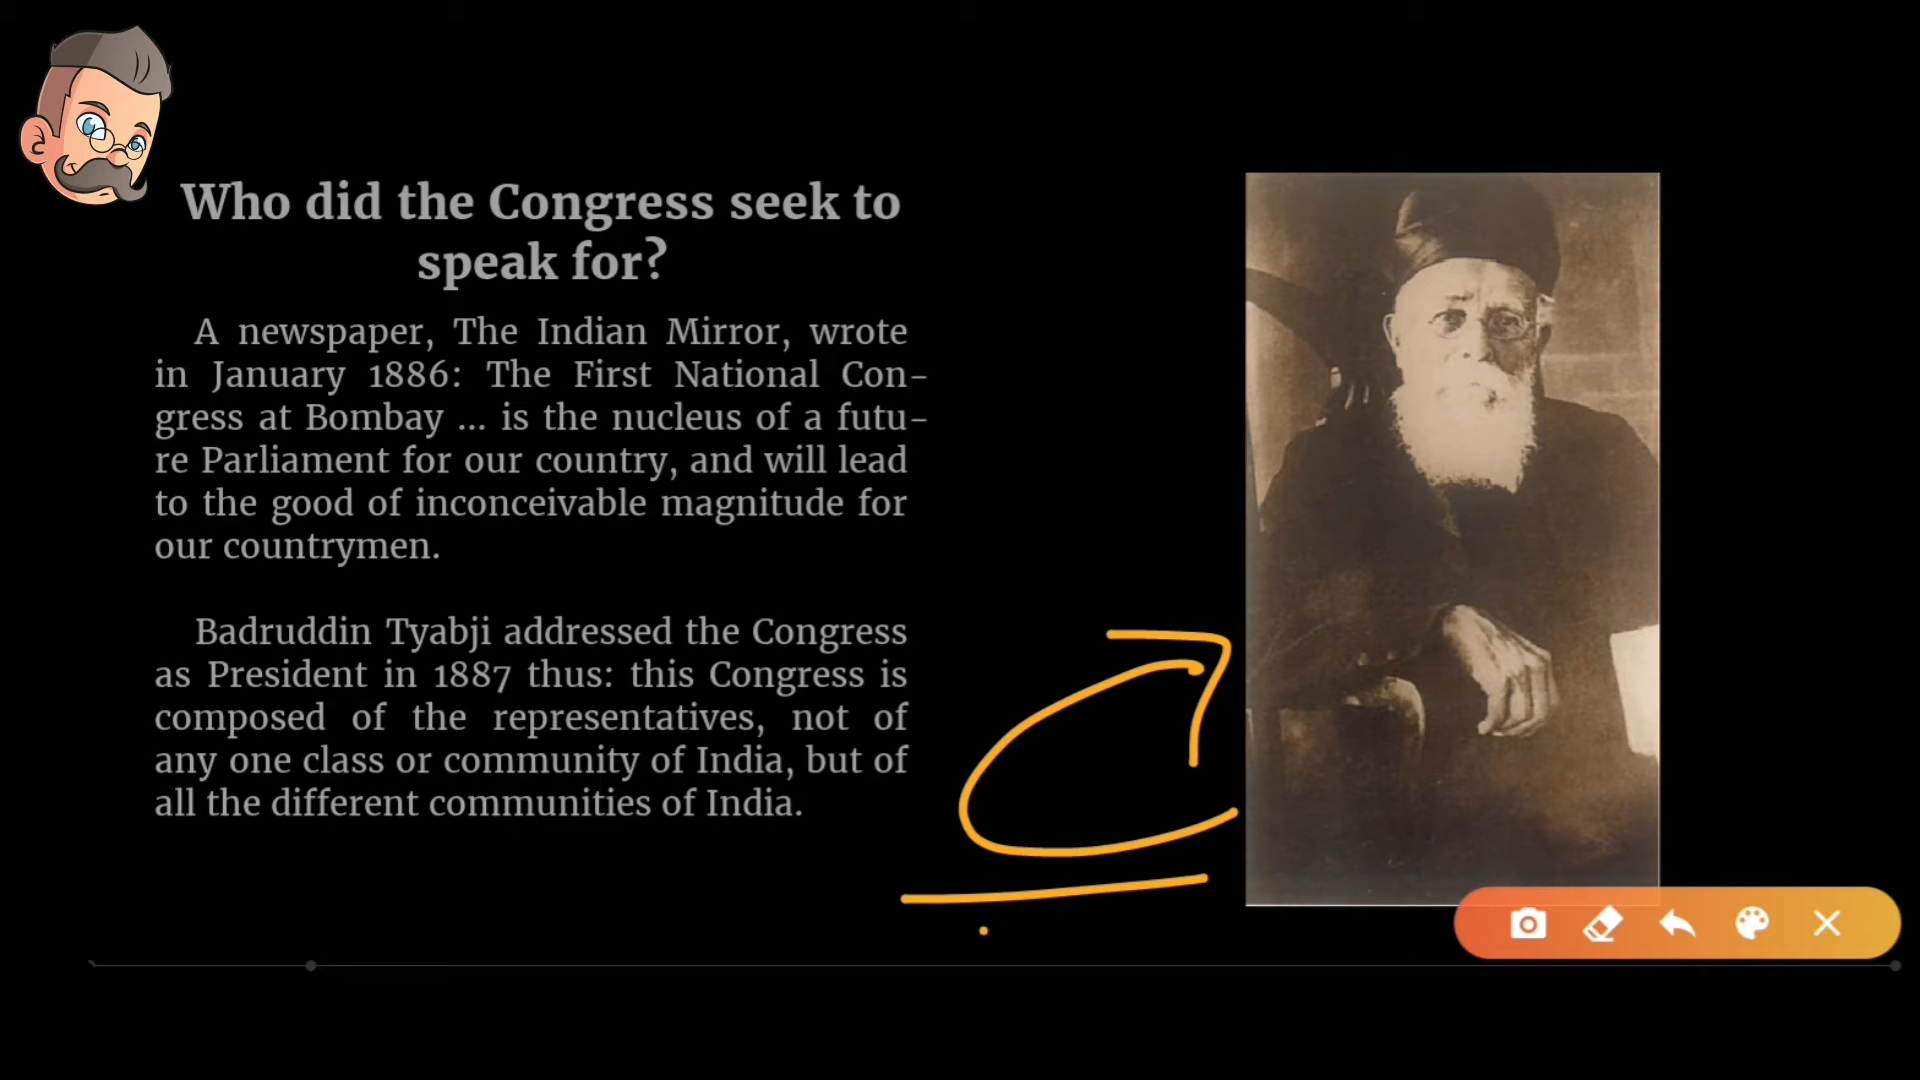 Who did the Congress seek to
speak for?
A newspaper, The Indian Mirror, wrote
in January 1886: The First National Con-
gress at Bombay ... is the nucleus of a futu-
re Parliament for our country, and will lead
to the good of inconceivable magnitude for
our countrymen.
Badruddin Tyabji addressed the Congress
as President in 1887 thus: this Congress is
composed of the representatives, not of
any one class or community of India, but of
all the different communities of India.